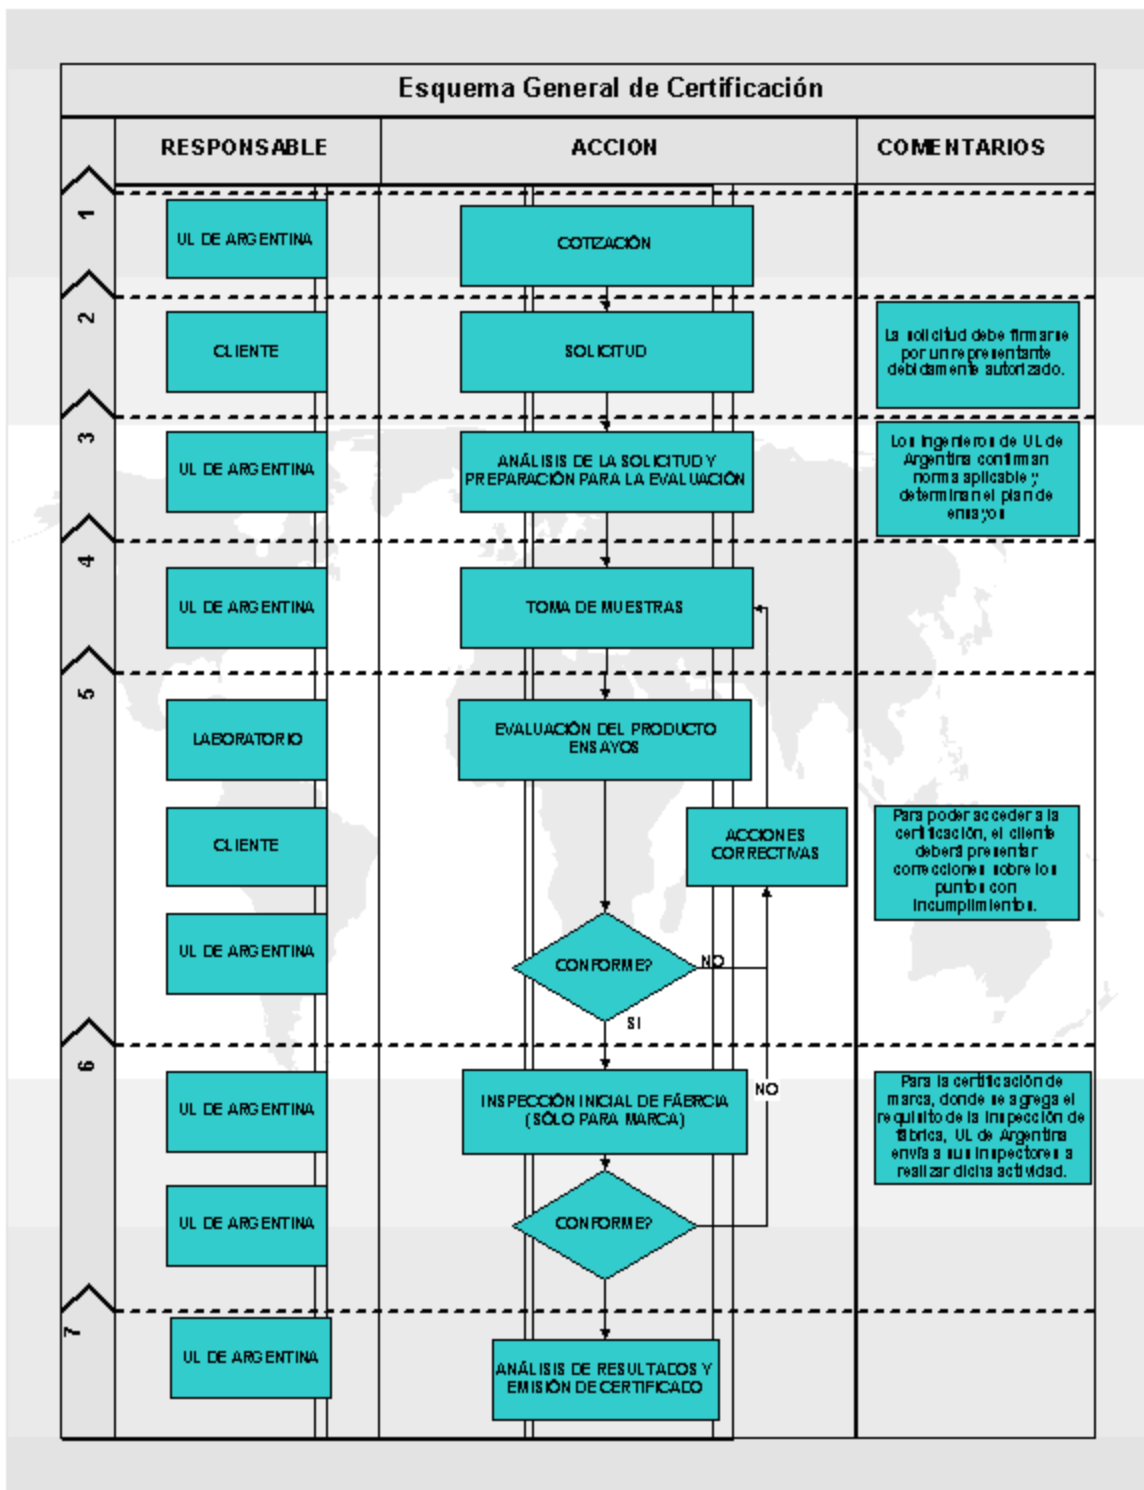 Esquema General de Certificación
RESPONSABLE
ACCION
COMENTARIOS
1
UL DE ARGENTINA
COTIZACIÓN
2
CLIENTE
SOLICITUD
La solicitud debe firmarse
por un representante
debidamente autorizado.
3
UL DE ARGENTINA
ANÁLISIS DE LA SOLICITUD Y
PREPARACIÓN PARA LA EVALUACIÓN
Los Ingenieros de UL de
Argentina confirman
norma aplicable y
determinan el plan de
ensayos
4
UL DE ARGENTINA
TOMA DE MUESTRAS
5
LABORATORIO
EVALUACIÓN DEL PRODUCTO
ENSAYOS
CLIENTE
ACCIONES
CORRECTIVAS
Para poder acceder a la
certificación, el cliente
deberá presentar
correcciones sobre los
puntos con
incumplimientos.
UL DE ARGENTINA
CONFORME?
NO
SI
6
UL DE ARGENTINA
INSPECCIÓN INICIAL DE FÁBRCIA
(SÓLO PARA MARCA)
NO
Para la certificación de
marca, donde se agrega el
requisito de la inspección de
fábrica, UL de Argentina
envía a sus inspectores a
realizar dicha actividad.
UL DE ARGENTINA
CONFORME?
7
UL DE ARGENTINA
ANÁLISIS DE RESULTADOS Y
EMISIÓN DE CERTIFICADO